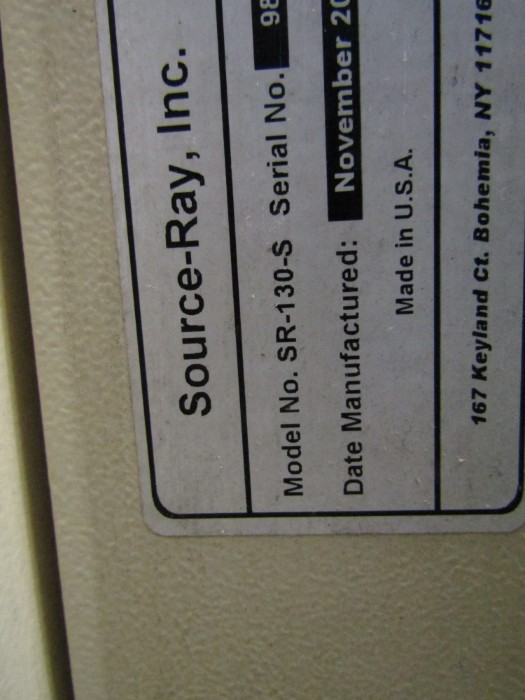 Source-Ray, Inc.
Model No. SR-130-S Serial No. 98
Date Manufactured: November 20
Made in U.S.A.
167 Keyland Ct. Bohemia, NY 11716